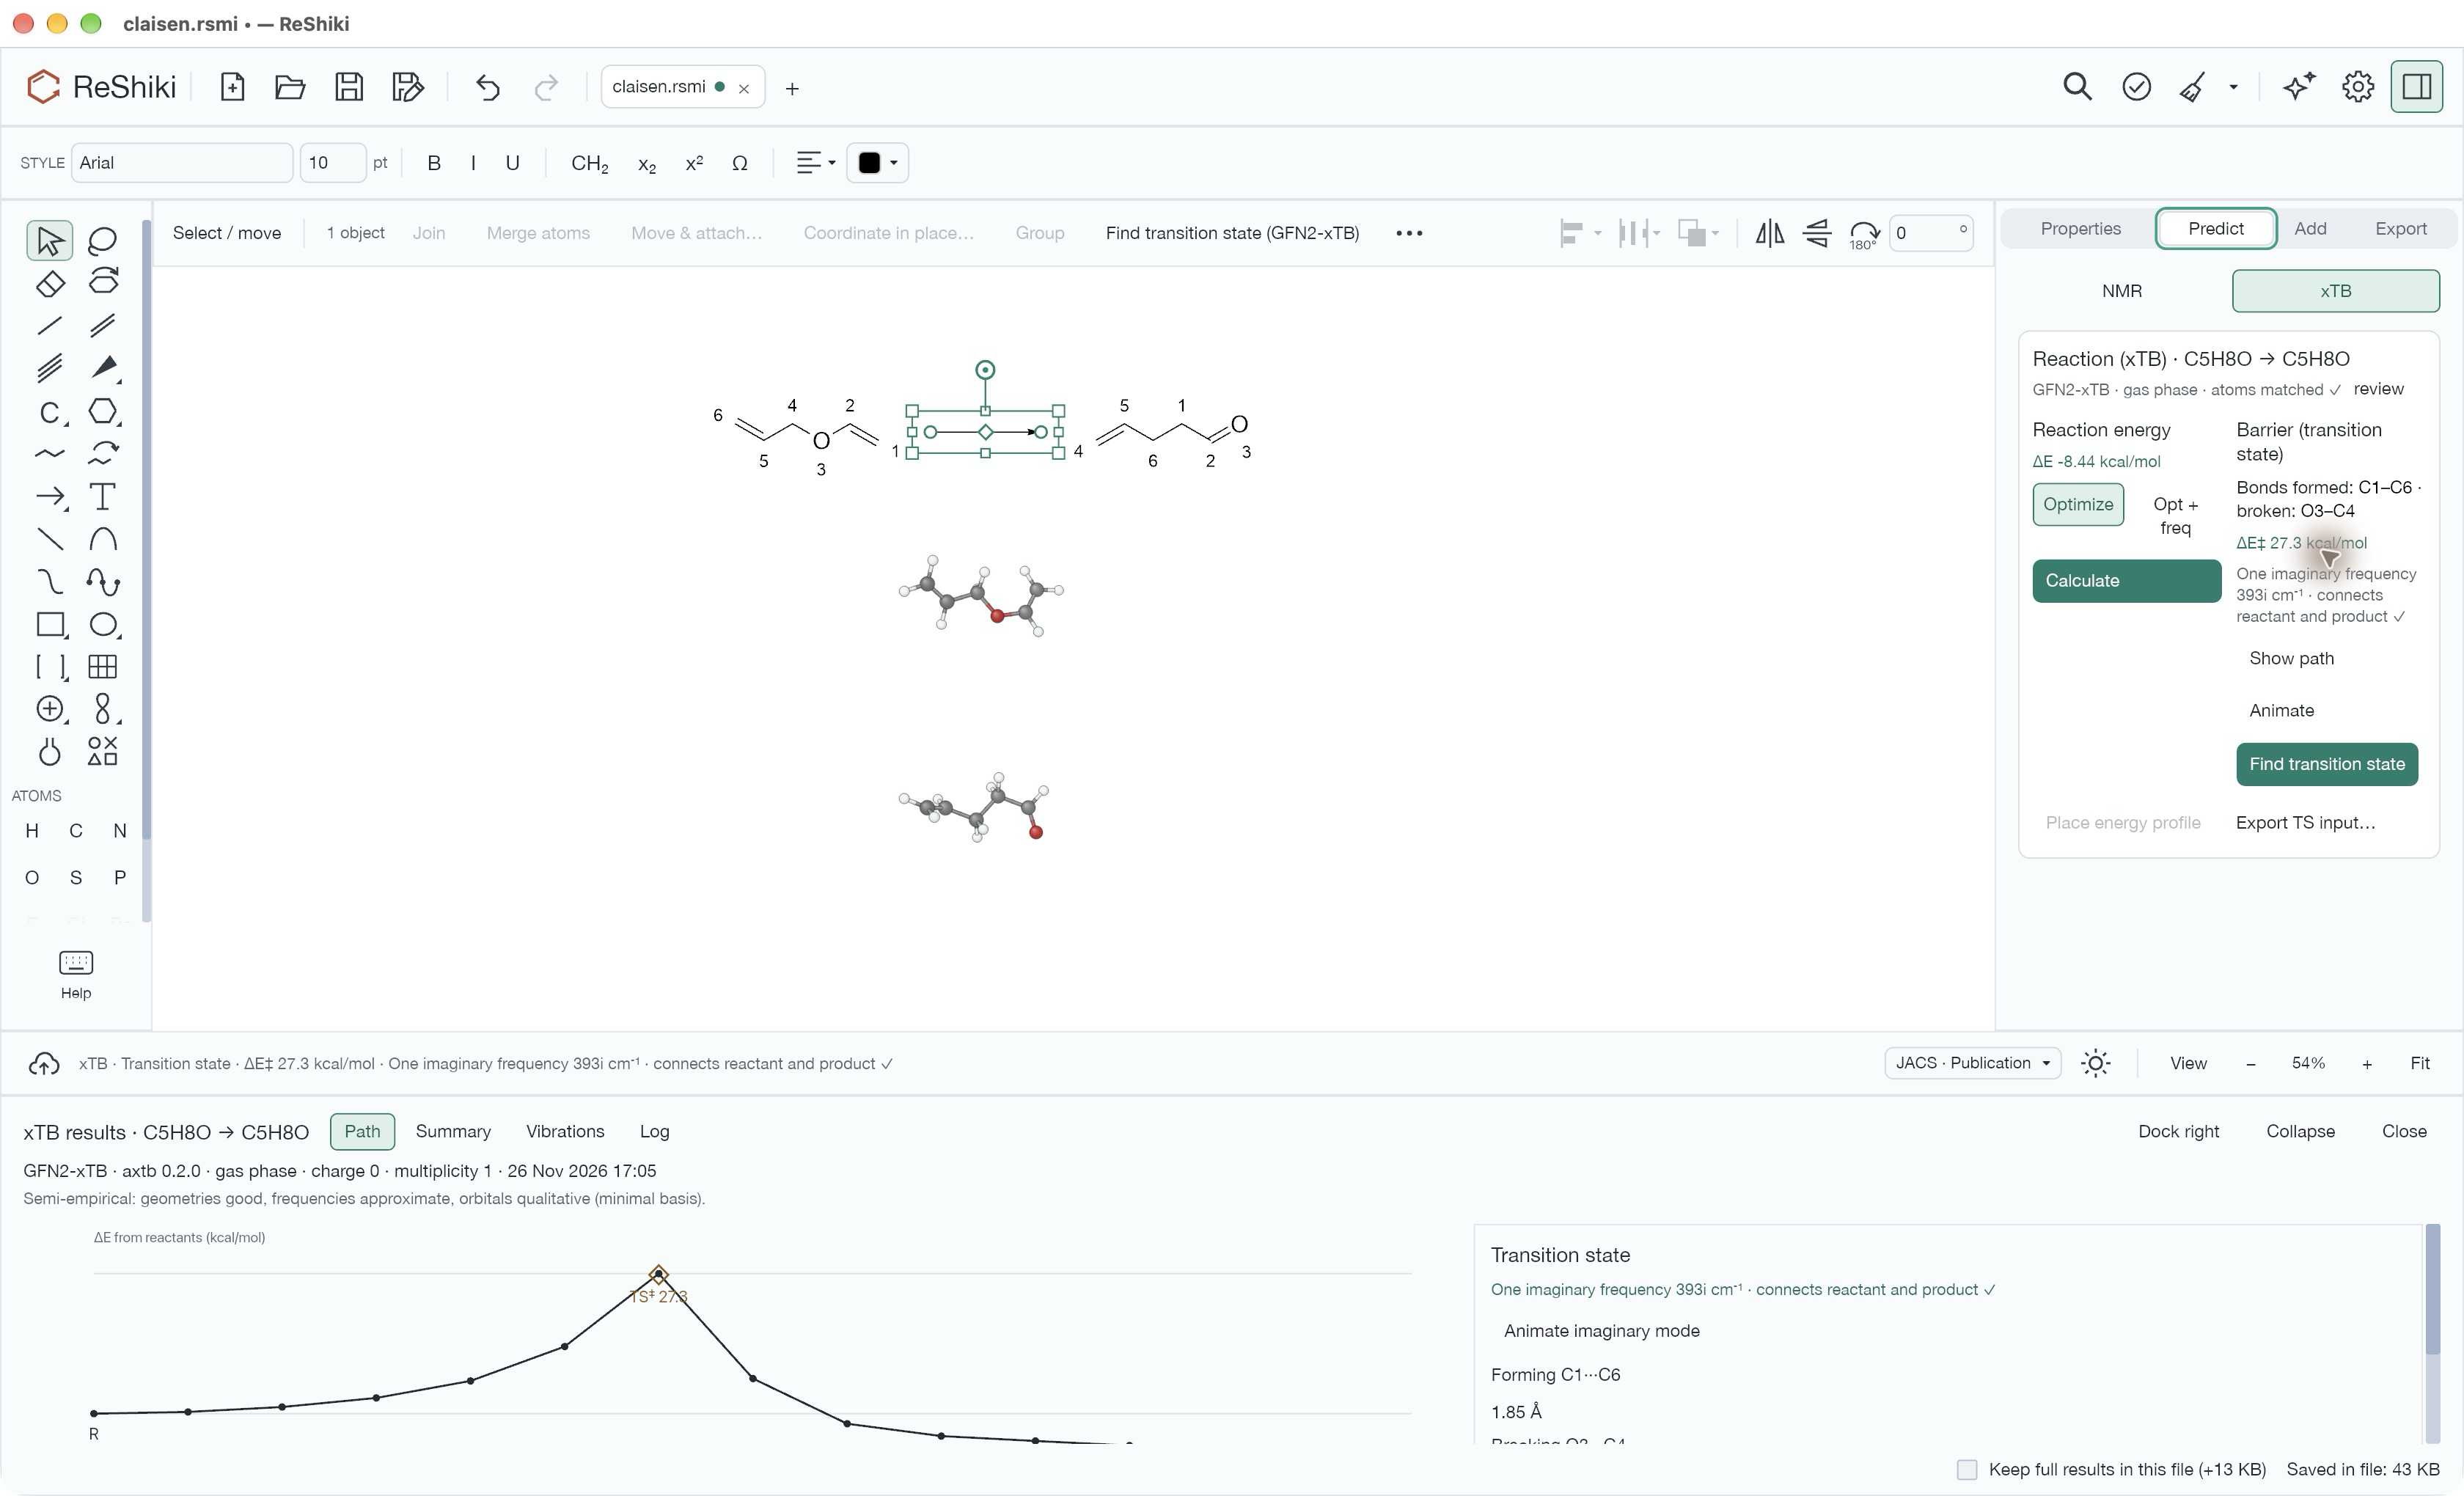 claisen.rsmi • — ReShiki
ReShiki
claisen.rsmi
STYLE Arial 10 pt B I U CH₂ x₂ x² Ω
Select / move 1 object Join Merge atoms Move & attach... Coordinate in place... Group Find transition state (GFN2-xTB) ••• 180° 0 °
Properties Predict Add Export
NMR xTB
Reaction (xTB) · C5H8O → C5H8O
GFN2-xTB · gas phase · atoms matched ✓ review
Reaction energy
ΔE -8.44 kcal/mol
Optimize
Opt +
freq
Calculate
Barrier (transition
state)
Bonds formed: C1–C6 ·
broken: O3–C4
ΔE‡ 27.3 kcal/mol
One imaginary frequency
393i cm⁻¹ · connects
reactant and product ✓
Show path
Animate
Find transition state
Place energy profile Export TS input...
6 4 2
O
5 3 1
5 1
O
4 6 2 3
C
T
ATOMS
H C N
O S P
Help
xTB · Transition state · ΔE‡ 27.3 kcal/mol · One imaginary frequency 393i cm⁻¹ · connects reactant and product ✓
JACS · Publication View − 54% + Fit
xTB results · C5H8O → C5H8O Path Summary Vibrations Log Dock right Collapse Close
GFN2-xTB · axtb 0.2.0 · gas phase · charge 0 · multiplicity 1 · 26 Nov 2026 17:05
Semi-empirical: geometries good, frequencies approximate, orbitals qualitative (minimal basis).
ΔE from reactants (kcal/mol)
TS‡ 27.3
R
Transition state
One imaginary frequency 393i cm⁻¹ · connects reactant and product ✓
Animate imaginary mode
Forming C1···C6
1.85 Å
Keep full results in this file (+13 KB) Saved in file: 43 KB